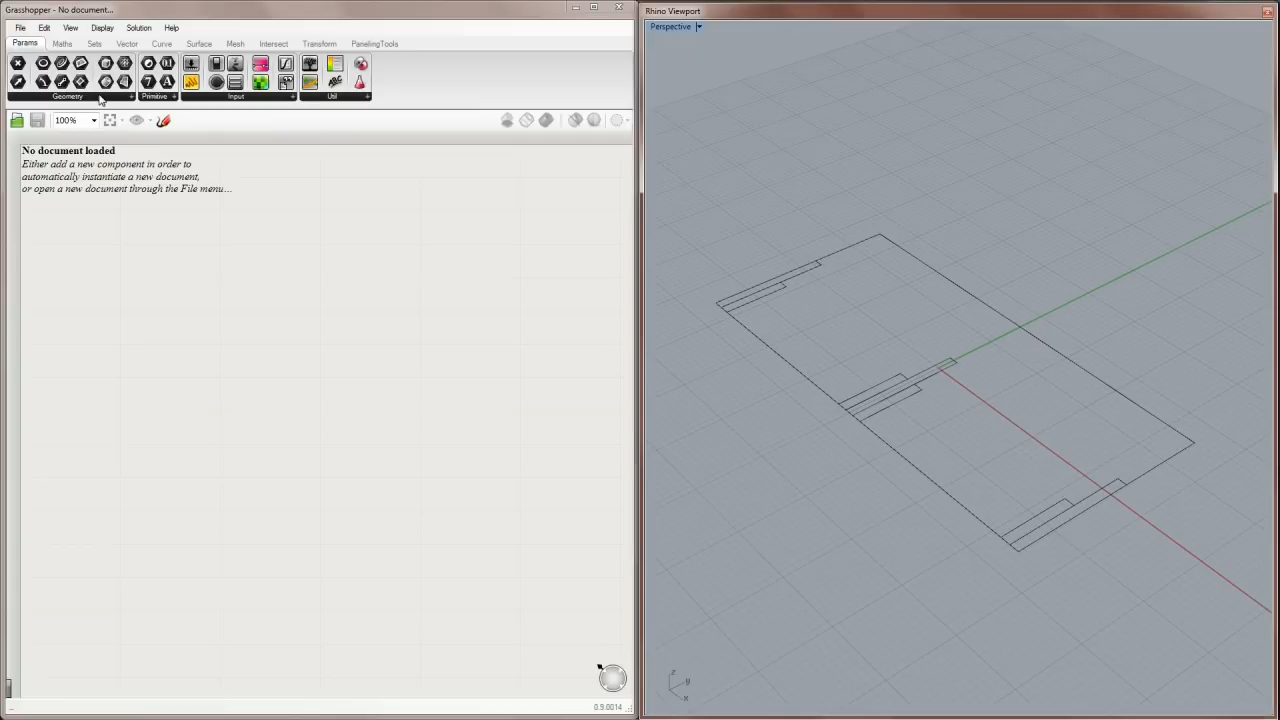 Grasshopper - No document...
File Edit View Display Solution Help
Params Maths Sets Vector Curve Surface Mesh Intersect Transform PanelingTools
Geometry Primitive Input Util
100%
No document loaded
Either add a new component in order to
automatically instantiate a new document,
or open a new document through the File menu...
0.9.0014
Rhino Viewport
Perspective
z
y
x